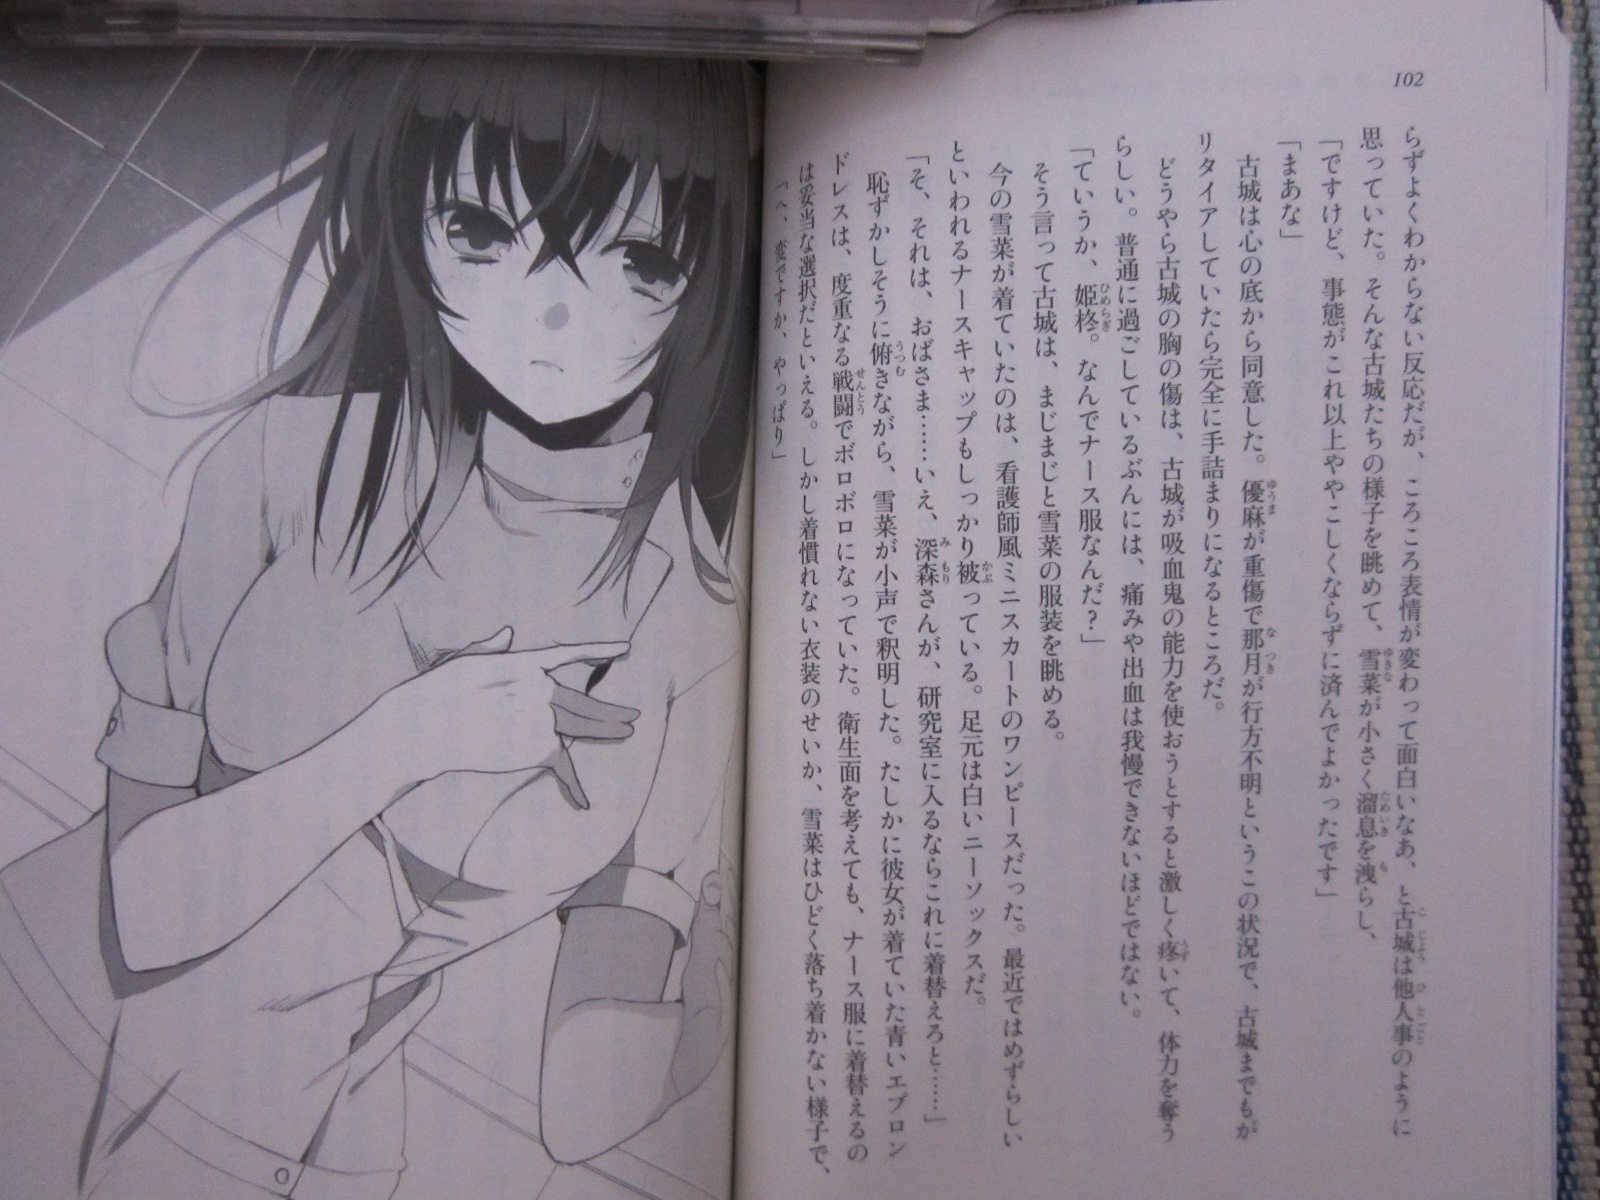 102
らずよくわからない反応だが、ころころ表情が変わって面白いなあ、と古城は他人事のように
思っていた。そんな古城たちの様子を眺めて、雪菜が小さく溜息を洩らし、
「ですけど、事態がこれ以上ややこしくならずに済んでよかったです」
「まあな」
古城は心の底から同意した。優麻が重傷で那月が行方不明というこの状況で、古城までもが
リタイアしていたら完全に手詰まりになるところだ。
どうやら古城の胸の傷は、古城が吸血鬼の能力を使おうとすると激しく疼いて、体力を奪う
らしい。普通に過ごしているぶんには、痛みや出血は我慢できないほどではない。
「ていうか、姫柊。なんでナース服なんだ？」
そう言って古城は、まじまじと雪菜の服装を眺める。
今の雪菜が着ていたのは、看護師風ミニスカートのワンピースだった。最近ではめずらしい
といわれるナースキャップもしっかり被っている。足元は白いニーソックスだ。
「そ、それは、おばさま……いえ、深森さんが、研究室に入るならこれに着替えろと……」
恥ずかしそうに俯きながら、雪菜が小声で釈明した。たしかに彼女が着ていた青いエプロン
ドレスは、度重なる戦闘でボロボロになっていた。衛生面を考えても、ナース服に着替えるの
は妥当な選択だといえる。しかし着慣れない衣装のせいか、雪菜はひどく落ち着かない様子で、
「へ、変ですか、やっぱり」